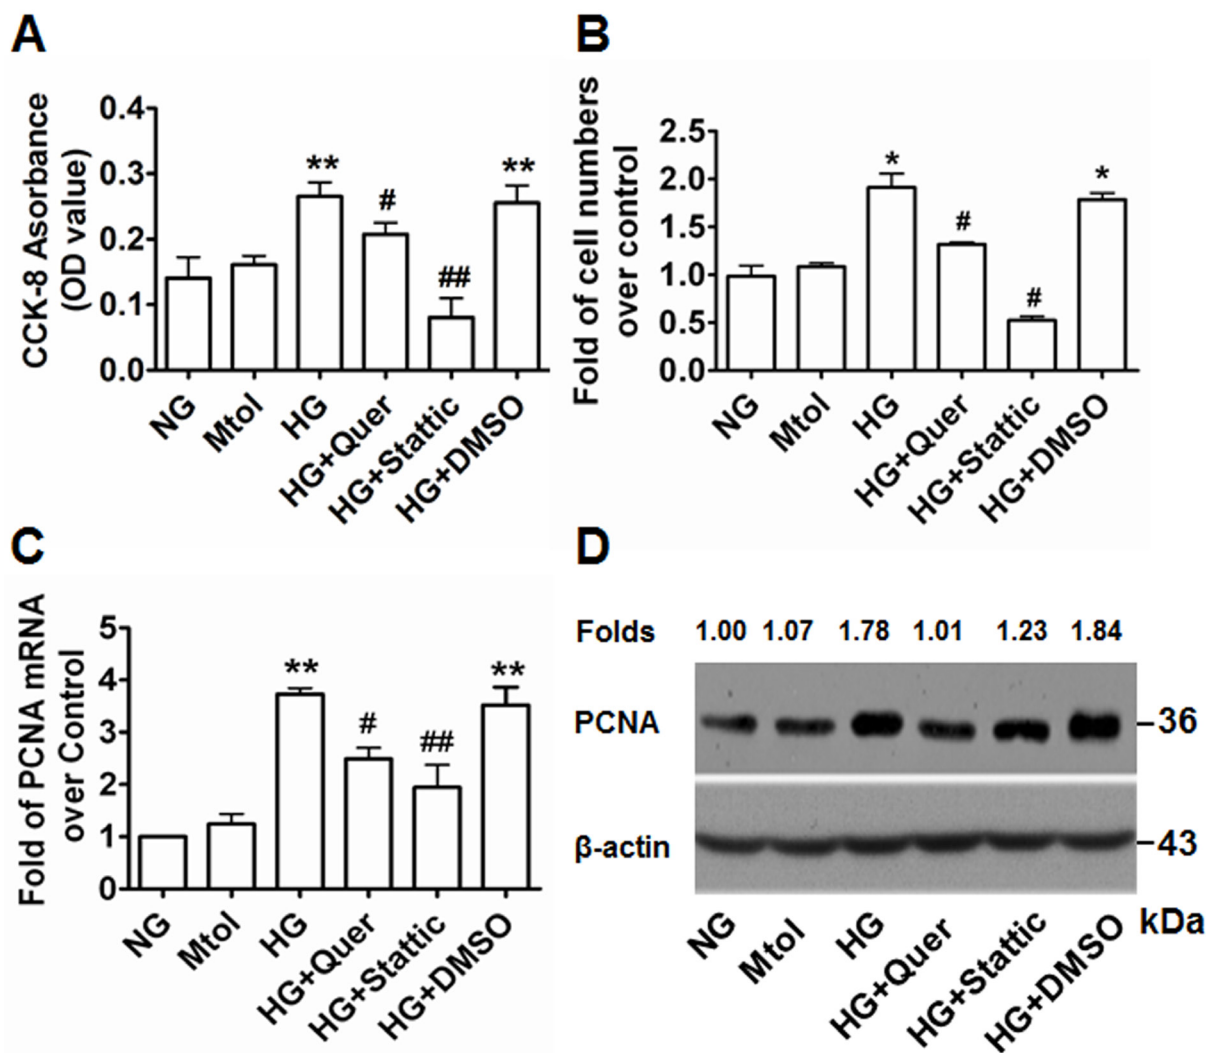 A
CCK-8 Asorbance
(OD value)
0.4
0.3
0.2
0.1
0.0
**
#
##
**
NG
Mtol
HG
HG+Quer
HG+Stattic
HG+DMSO
B
Fold of cell numbers
over control
2.5
2.0
1.5
1.0
0.5
0.0
*
#
#
*
NG
Mtol
HG
HG+Quer
HG+Stattic
HG+DMSO
C
Fold of PCNA mRNA
over Control
5
4
3
2
1
0
**
#
##
**
NG
Mtol
HG
HG+Quer
HG+Stattic
HG+DMSO
D
Folds 1.00 1.07 1.78 1.01 1.23 1.84
PCNA
-36
β-actin
-43
kDa
NG
Mtol
HG
HG+Quer
HG+Stattic
HG+DMSO